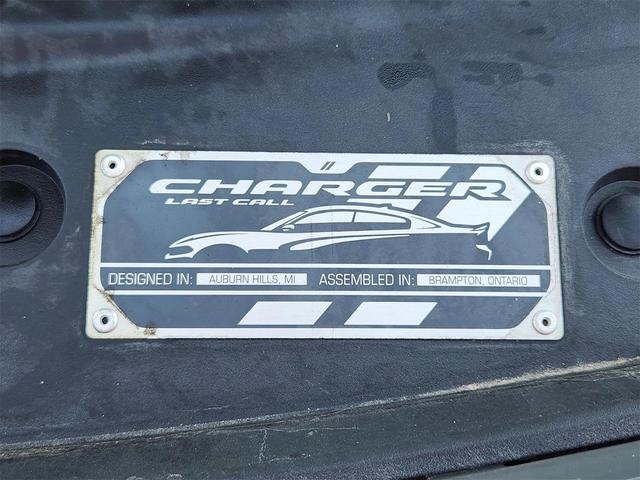 CHARGER
LAST CALL
DESIGNED IN: AUBURN HILLS, MI ASSEMBLED IN: BRAMPTON, ONTARIO